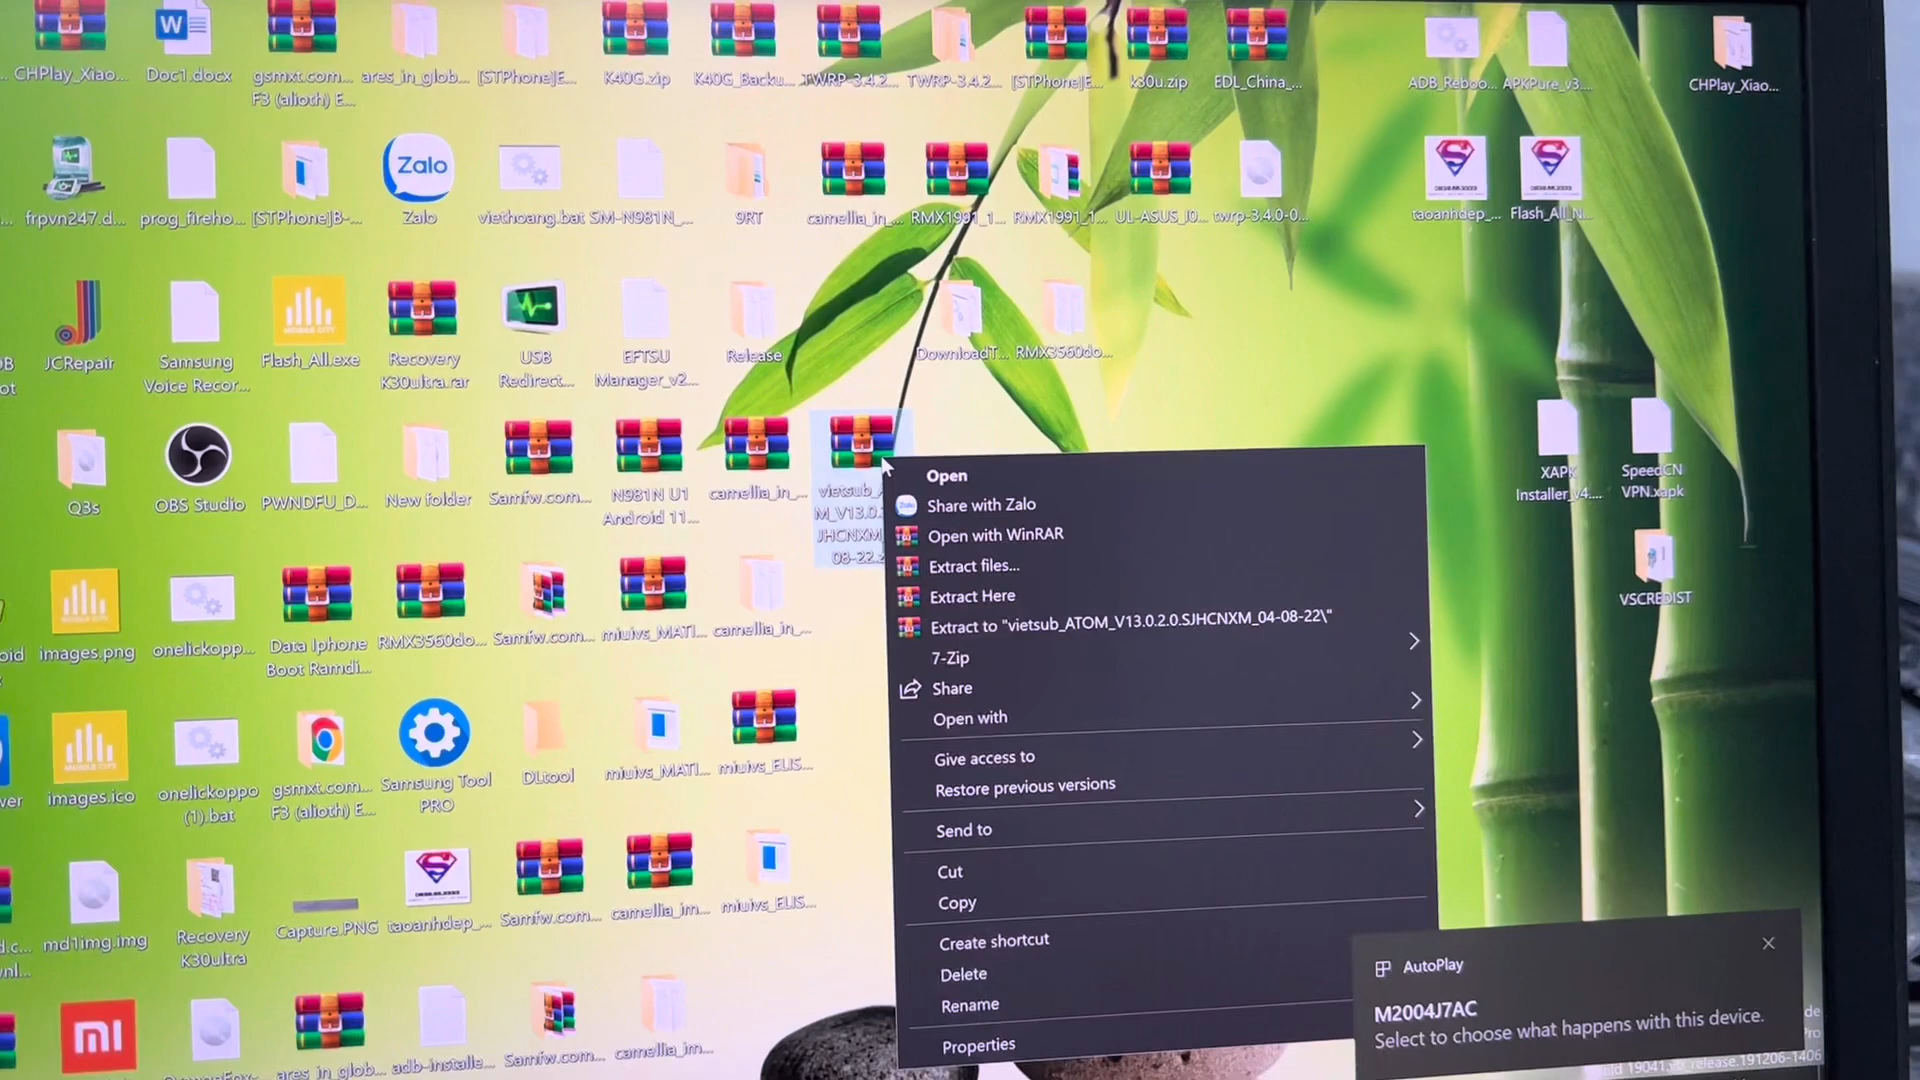 CHPlay_Xiao...
Doc1.docx
gsmxt.com...
F3 (alioth) E...
ares_in_glob...
[STPhone]E...
K40G.zip
K40G_Backu...
TWRP-3.4.2...
TWRP-3.4.2...
[STPhone]E...
k30u.zip
EDL_China_...
ADB_Reboo...
APKPure_v3....
CHPlay_Xiao...
frpvn247.d...
prog_fireho...
[STPhone]B-...
Zalo
Zalo
viethoang.bat
SM-N981N_...
9RT
camellia_in_...
RMX1991_1...
RMX1991_1...
UL-ASUS_I0...
twrp-3.4.0-0...
taoanhdep_...
Flash_All_N...
JCRepair
Samsung
Voice Recor...
MOBILE CITY
Flash_All.exe
Recovery
K30ultra.rar
USB
Redirect...
EFTSU
Manager_v2...
Release
DownloadT...
RMX3560do...
Q3s
OBS Studio
PWNDFU_D...
New folder
Samfw.com...
N981N U1
Android 11...
camellia_in_...
XAPK
Installer_v4....
SpeedCN
VPN.xapk
images.png
onelickopp...
Data Iphone
Boot Ramdi...
RMX3560do...
Samfw.com...
miuivs_MATI...
camellia_in_...
VSCREDIST
MOBILE CITY
images.ico
onelickoppo
(1).bat
gsmxt.com...
F3 (alioth) E...
Samsung Tool
PRO
DLtool
miuivs_MATI...
miuivs_ELIS...
md1img.img
Recovery
K30ultra
Capture.PNG
taoanhdep_...
Samfw.com...
camellia_im...
miuivs_ELIS...
ares_in_glob...
adb-installe...
Samfw.com...
camellia_im...
Open
Share with Zalo
Open with WinRAR
Extract files...
Extract Here
Extract to "vietsub_ATOM_V13.0.2.0.SJHCNXM_04-08-22\"
7-Zip
Share
Open with
Give access to
Restore previous versions
Send to
Cut
Copy
Create shortcut
Delete
Rename
Properties
AutoPlay
M2004J7AC
Select to choose what happens with this device.